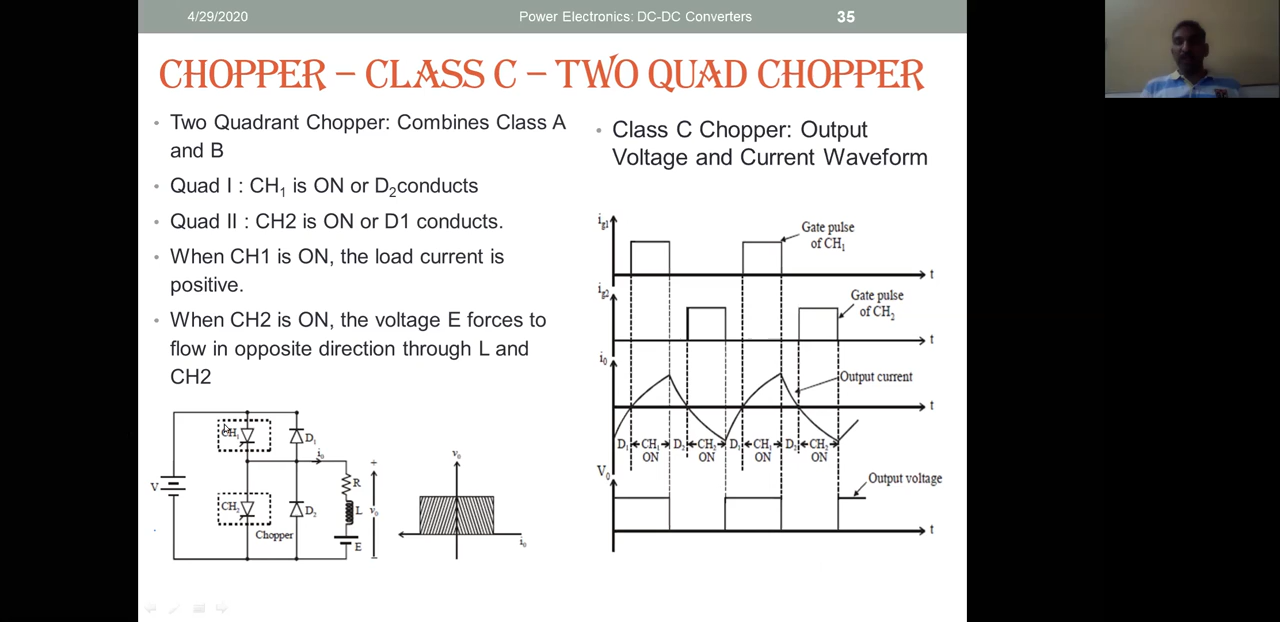 4/29/2020
Power Electronics: DC-DC Converters
35
CHOPPER – CLASS C – TWO QUAD CHOPPER
• Two Quadrant Chopper: Combines Class A
and B
• Quad I : CH1 is ON or D2conducts
• Quad II : CH2 is ON or D1 conducts.
• When CH1 is ON, the load current is
positive.
• When CH2 is ON, the voltage E forces to
flow in opposite direction through L and
CH2
• Class C Chopper: Output
Voltage and Current Waveform
CH1
D1
i0
+
V
R
CH2
D2
L
v0
Chopper
E
−
v0
i0
ig1
Gate pulse
of CH1
t
ig2
Gate pulse
of CH2
t
i0
Output current
t
D1 CH1 D2 CH2 D1 CH1 D2 CH2
ON ON ON ON
V0
Output voltage
t